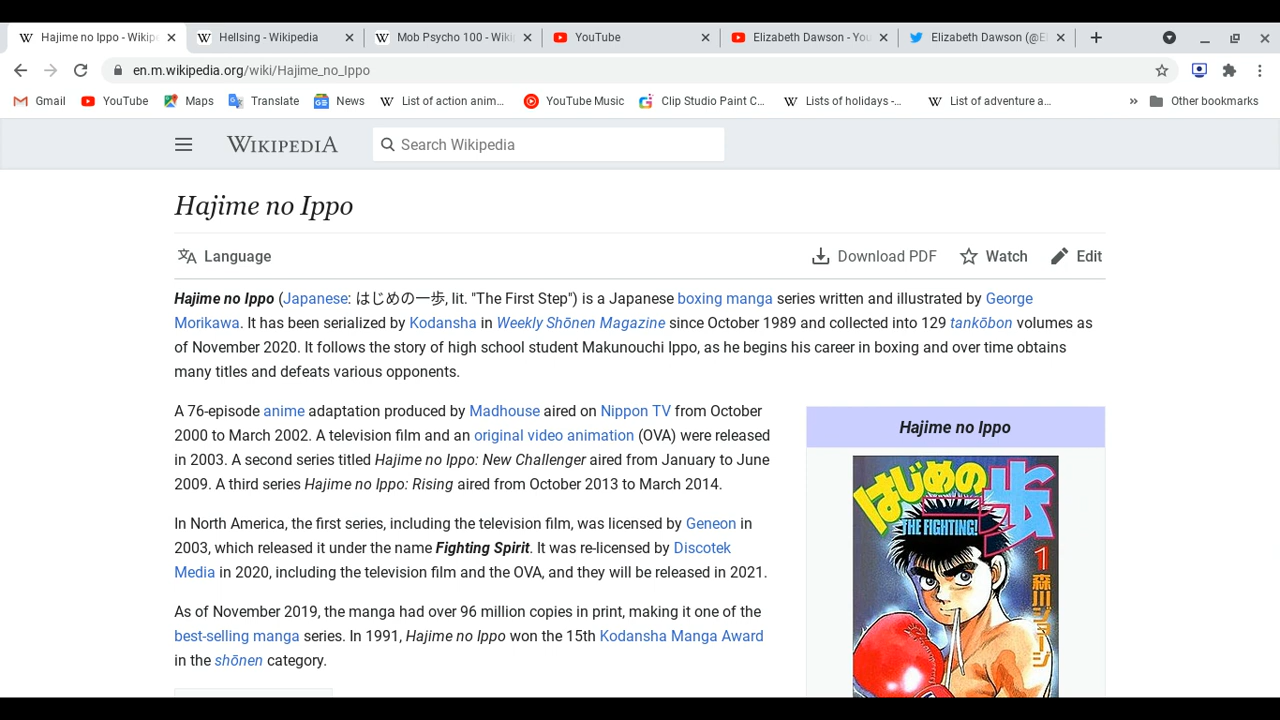 Hajime no Ippo - Wikipe
Hellsing - Wikipedia
Mob Psycho 100 - Wiki
YouTube
Elizabeth Dawson - You
Elizabeth Dawson (@E
en.m.wikipedia.org/wiki/Hajime_no_Ippo
Gmail YouTube Maps Translate News List of action anim... YouTube Music Clip Studio Paint C... Lists of holidays -... List of adventure a... » Other bookmarks
WIKIPEDIA Search Wikipedia
Hajime no Ippo
Language Download PDF Watch Edit
Hajime no Ippo (Japanese: はじめの一歩, lit. "The First Step") is a Japanese boxing manga series written and illustrated by George
Morikawa. It has been serialized by Kodansha in Weekly Shōnen Magazine since October 1989 and collected into 129 tankōbon volumes as
of November 2020. It follows the story of high school student Makunouchi Ippo, as he begins his career in boxing and over time obtains
many titles and defeats various opponents.
A 76-episode anime adaptation produced by Madhouse aired on Nippon TV from October
2000 to March 2002. A television film and an original video animation (OVA) were released
in 2003. A second series titled Hajime no Ippo: New Challenger aired from January to June
2009. A third series Hajime no Ippo: Rising aired from October 2013 to March 2014.
In North America, the first series, including the television film, was licensed by Geneon in
2003, which released it under the name Fighting Spirit. It was re-licensed by Discotek
Media in 2020, including the television film and the OVA, and they will be released in 2021.
As of November 2019, the manga had over 96 million copies in print, making it one of the
best-selling manga series. In 1991, Hajime no Ippo won the 15th Kodansha Manga Award
in the shōnen category.
Hajime no Ippo
はじめの
歩
THE FIGHTING!
1
森川ジョージ